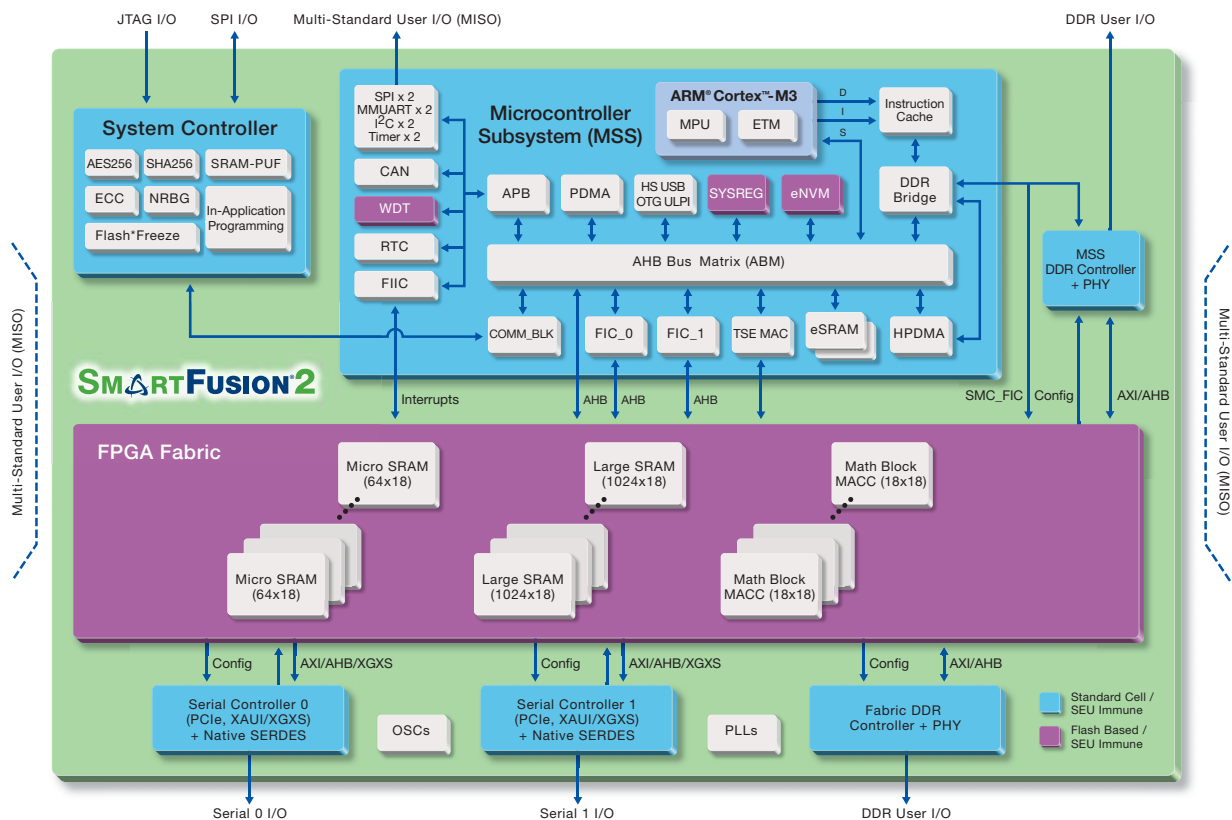 JTAG I/O
SPI I/O
Multi-Standard User I/O (MISO)
DDR User I/O
System Controller
AES256
SHA256
SRAM-PUF
ECC
NRBG
In-Application
Programming
Flash*Freeze
SPI x 2
MMUART x 2
I²C x 2
Timer x 2
CAN
WDT
RTC
FIIC
Microcontroller
Subsystem (MSS)
ARM® Cortex™-M3
MPU
ETM
D
I
S
Instruction
Cache
DDR
Bridge
APB
PDMA
HS USB
OTG ULPI
SYSREG
eNVM
AHB Bus Matrix (ABM)
COMM_BLK
FIC_0
FIC_1
TSE MAC
eSRAM
HPDMA
MSS
DDR Controller
+ PHY
Multi-Standard User I/O (MISO)
Multi-Standard User I/O (MISO)
SMARTFUSION®2
Interrupts
AHB
AHB
AHB
SMC_FIC
Config
AXI/AHB
FPGA Fabric
Micro SRAM
(64x18)
Large SRAM
(1024x18)
Math Block
MACC (18x18)
Micro SRAM
(64x18)
Large SRAM
(1024x18)
Math Block
MACC (18x18)
Config
AXI/AHB/XGXS
Config
AXI/AHB/XGXS
Config
AXI/AHB
Serial Controller 0
(PCIe, XAUI/XGXS)
+ Native SERDES
OSCs
Serial Controller 1
(PCIe, XAUI/XGXS)
+ Native SERDES
PLLs
Fabric DDR
Controller + PHY
Standard Cell /
SEU Immune
Flash Based /
SEU Immune
Serial 0 I/O
Serial 1 I/O
DDR User I/O